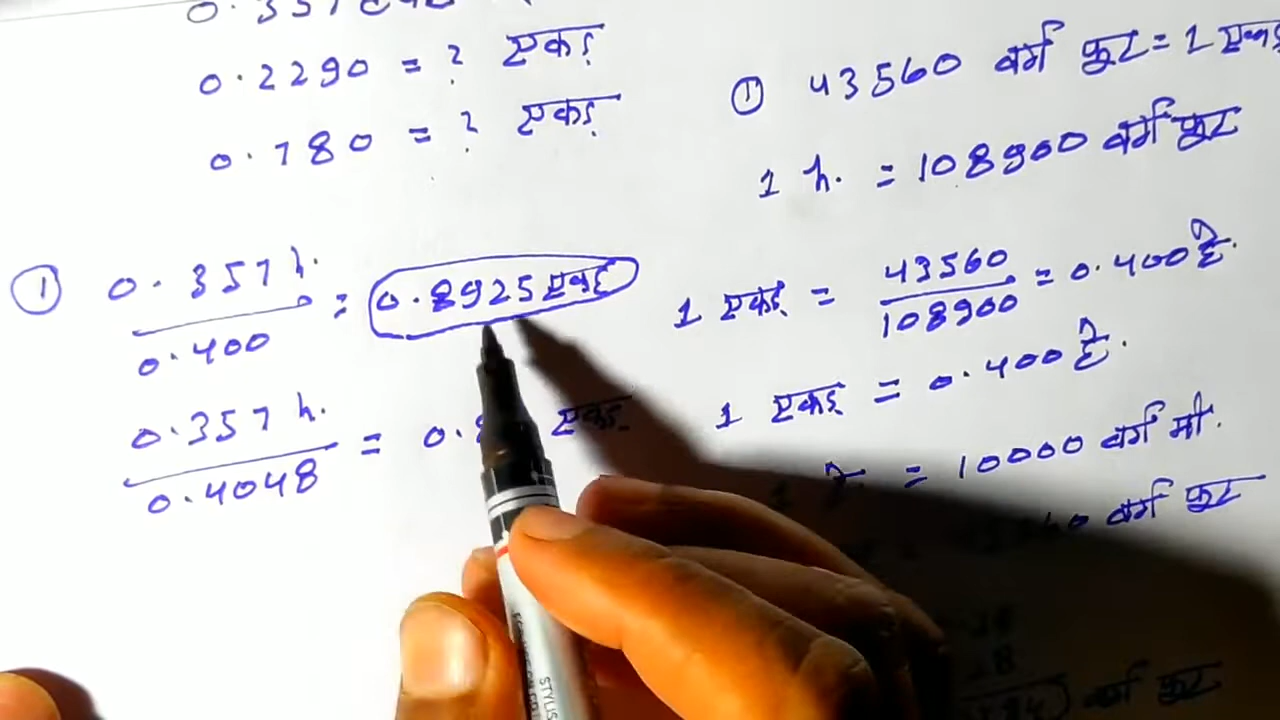 0.2290 = ? एकड़
0.780 = ? एकड़
① 0.357 h.
0.400
= 0.8925 एकड़
0.357 h.
0.4048
= 0.8 एकड़
① 43560 वर्ग फुट = 1 एकड़
1 h. = 108900 वर्ग फुट
1 एकड़ = 43560
108900
= 0.400 हे.
1 एकड़ = 0.400 हे.
1 हे = 10000 वर्ग मी.
वर्ग फुट
वर्ग फुट